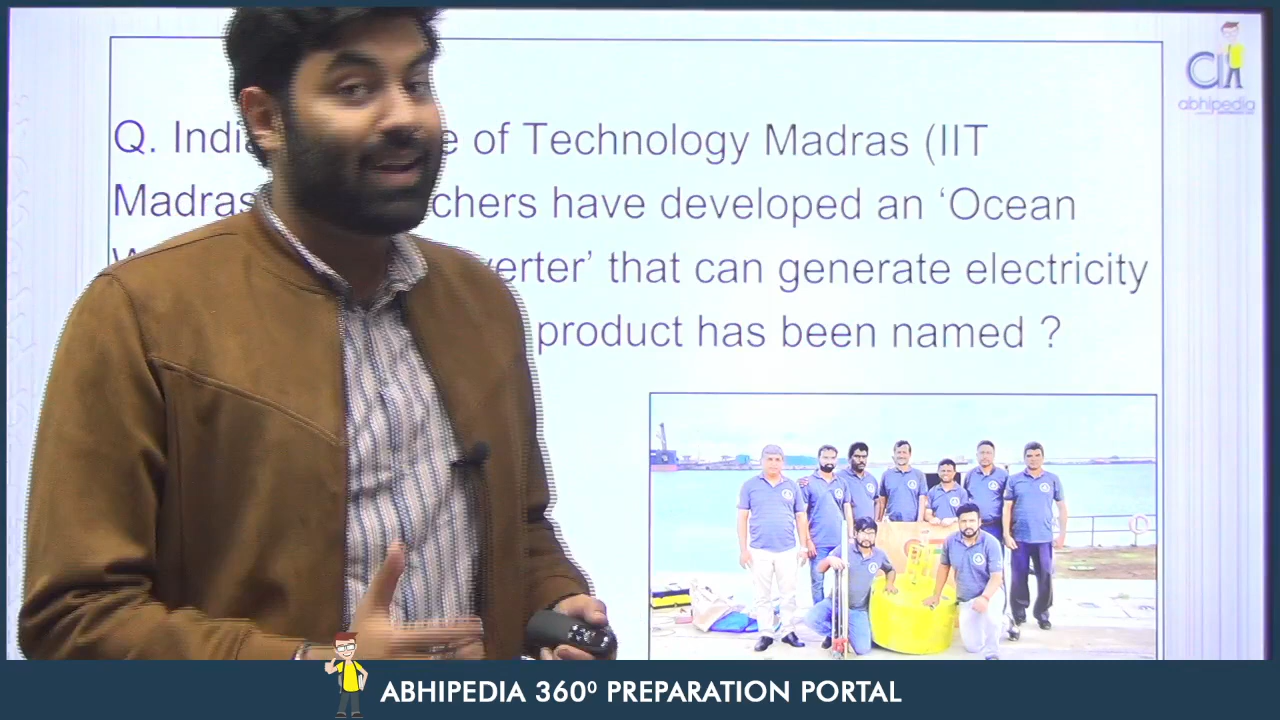 Q. Indi e of Technology Madras (IIT
Madras chers have developed an ‘Ocean
verter’ that can generate electricity
product has been named ?
abhipedia
ABHIPEDIA 360⁰ PREPARATION PORTAL